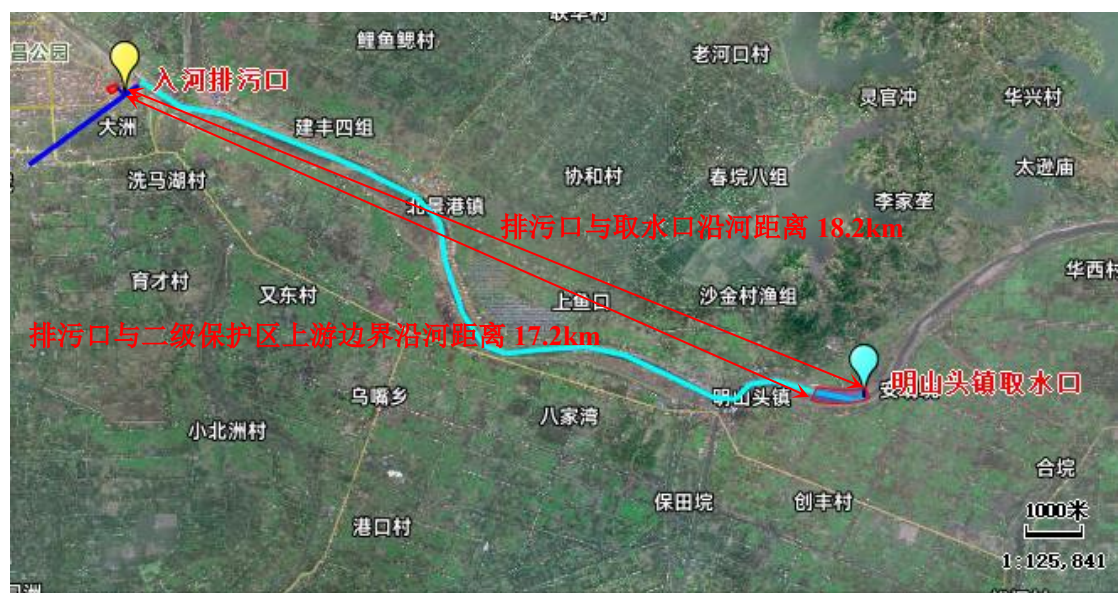 联华村
昌公园
鲤鱼鳃村
老河口村
入河排污口
灵官冲
华兴村
大洲
建丰四组
洗马湖村
协和村
春垸八组
太逊庙
李家垄
北景港镇
排污口与取水口沿河距离 18.2km
华西村
育才村
又东村
上鱼口
沙金村渔组
排污口与二级保护区上游边界沿河距离 17.2km
明山头镇取水口
乌嘴乡
明山头镇
八家湾
小北洲村
合垸
保田垸
创丰村
1000米
港口村
1:125,841